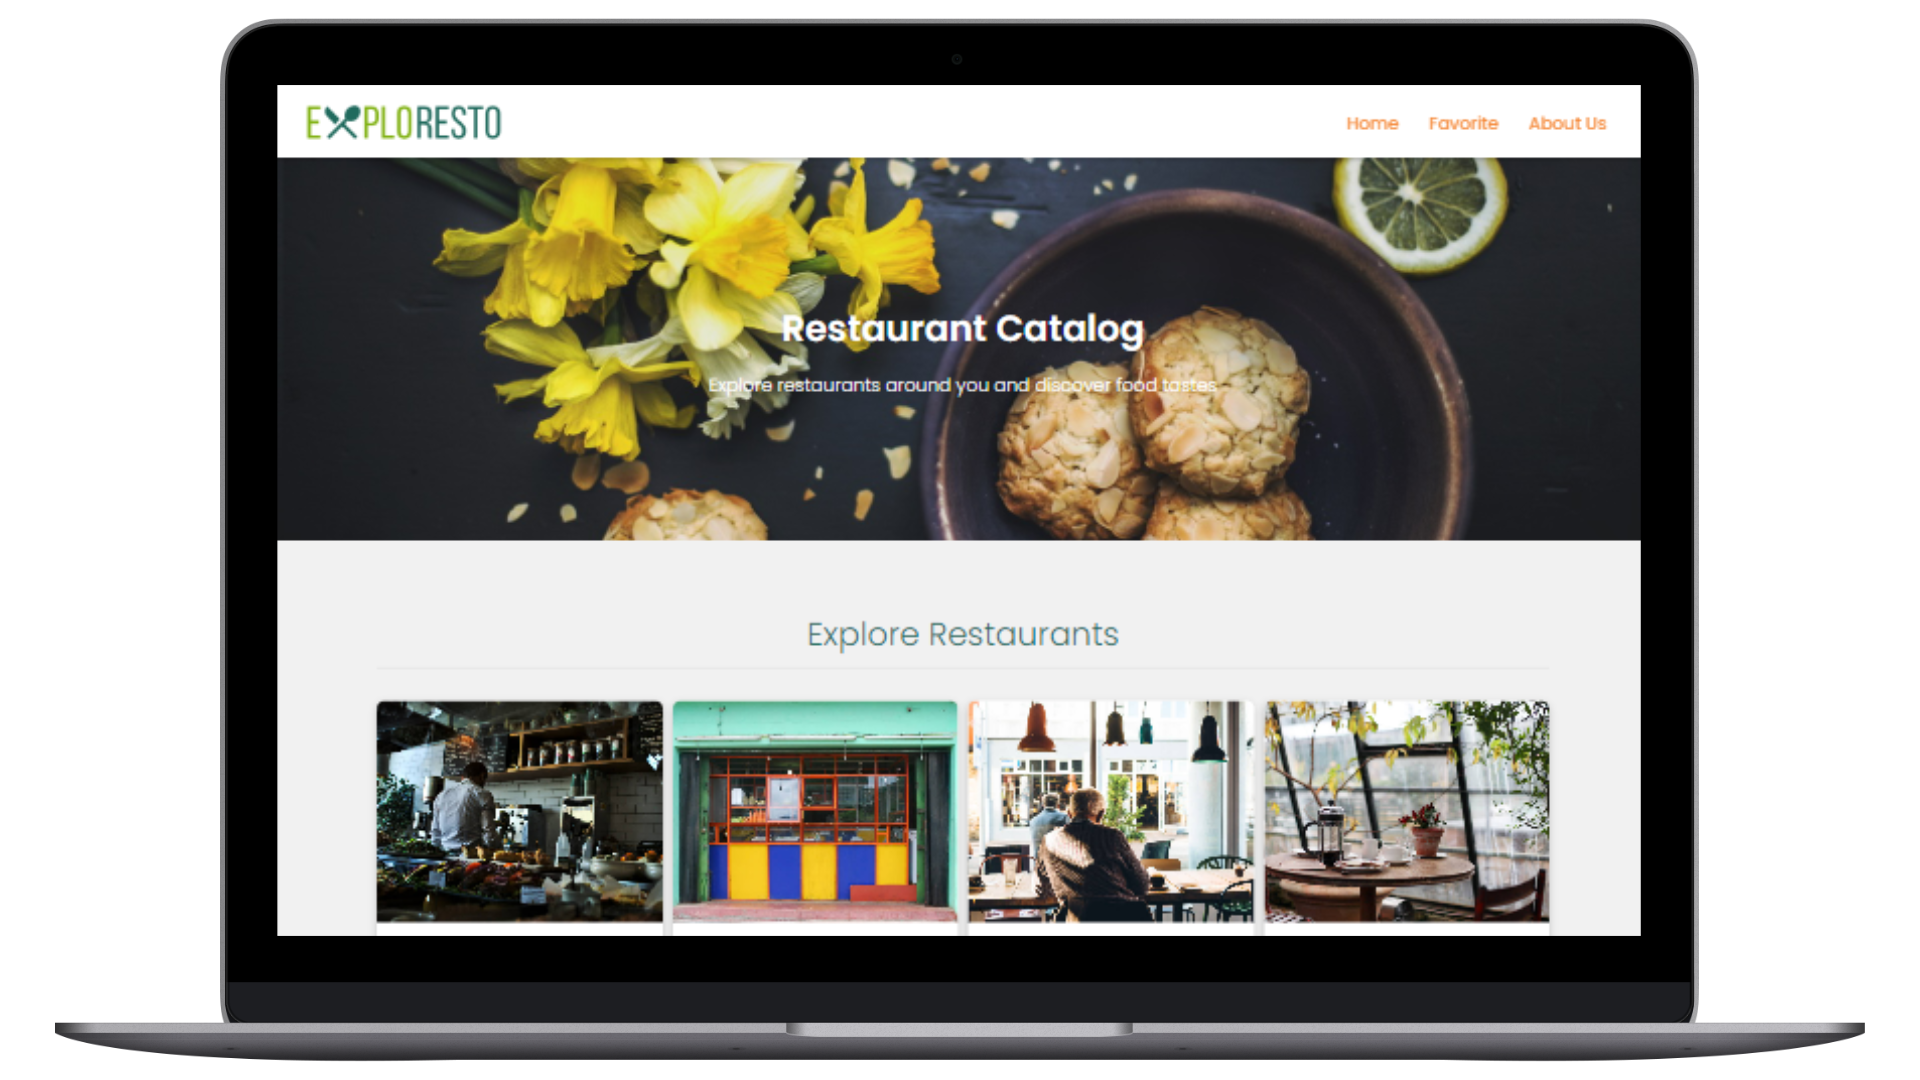 EXPLORESTO
Home Favorite About Us
Restaurant Catalog
Explore restaurants around you and discover food tastes
Explore Restaurants